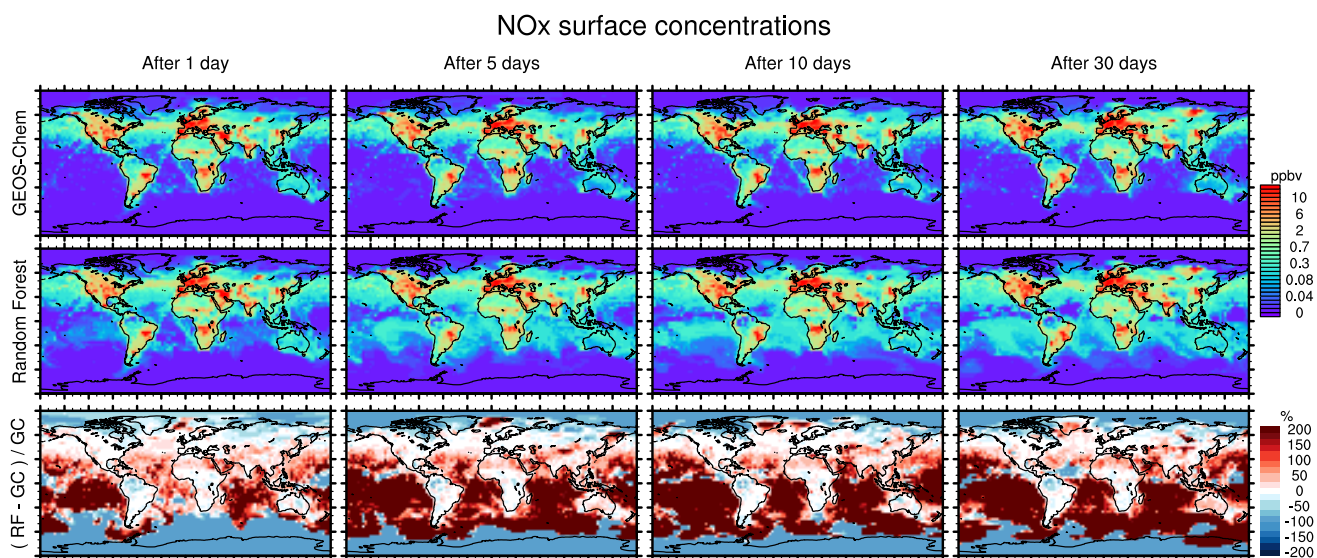 NOx surface concentrations
After 1 day
After 5 days
After 10 days
After 30 days
GEOS-Chem
ppbv
10
6
2
0.7
0.3
0.08
0.04
0
Random Forest
( RF - GC ) / GC
%
200
150
100
50
0
-50
-100
-150
-200